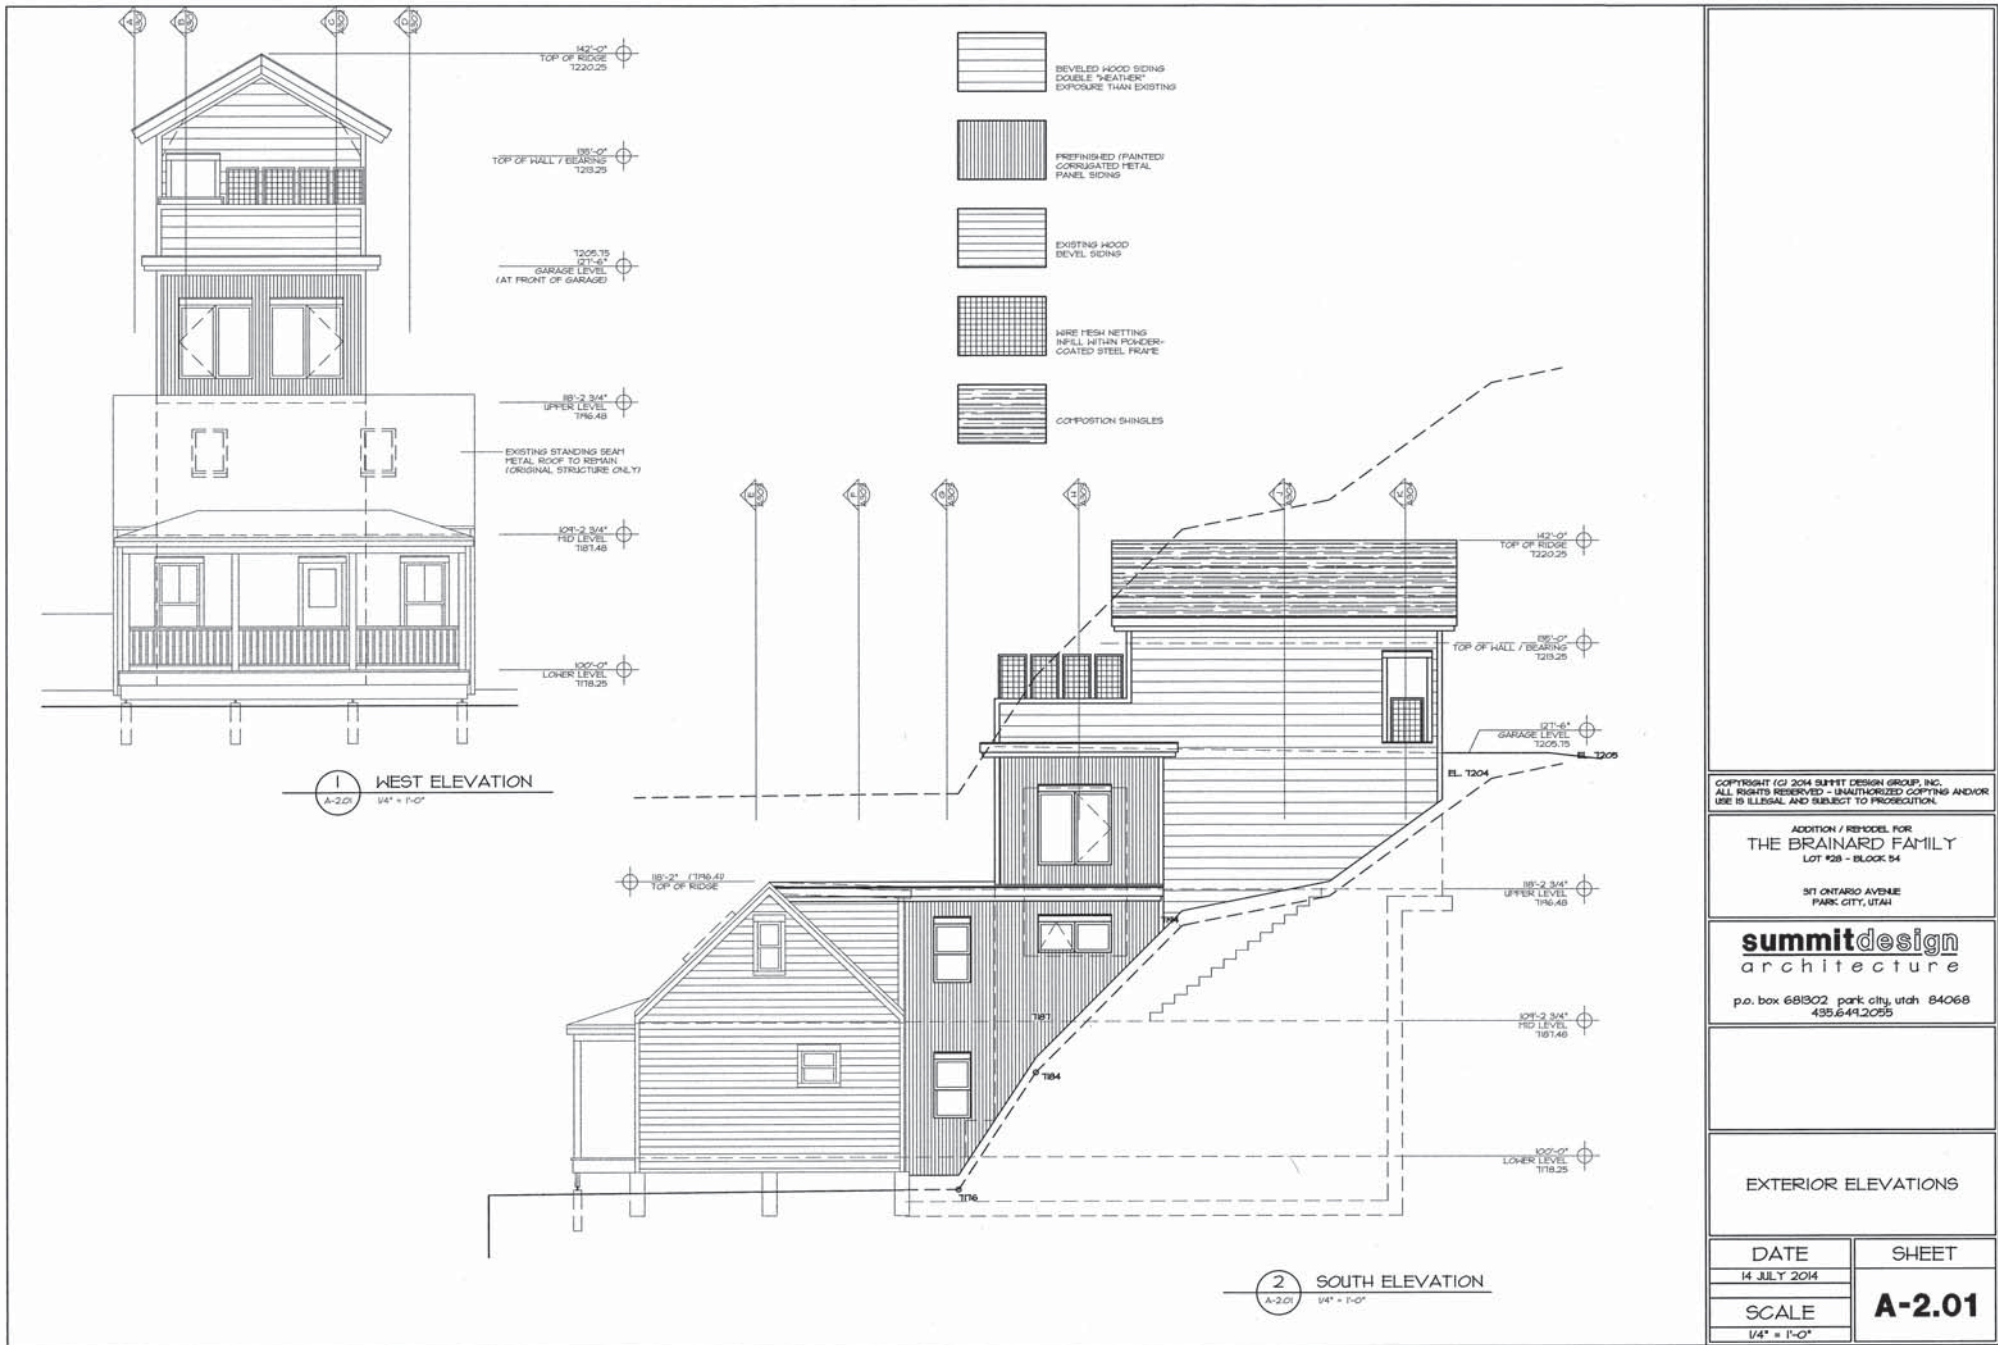 A
B
C
D
142'-0"
TOP OF RIDGE
7220.25
135'-0"
TOP OF WALL / BEARING
7213.25
7205.75
127'-6"
GARAGE LEVEL
(AT FRONT OF GARAGE)
118'-2 3/4"
UPPER LEVEL
7196.48
EXISTING STANDING SEAM
METAL ROOF TO REMAIN
(ORIGINAL STRUCTURE ONLY)
109'-2 3/4"
MID LEVEL
7187.48
100'-0"
LOWER LEVEL
7178.25
1
A-2.01
WEST ELEVATION
1/4" = 1'-0"
BEVELED WOOD SIDING
DOUBLE "WEATHER"
EXPOSURE THAN EXISTING
PREFINISHED (PAINTED)
CORRUGATED METAL
PANEL SIDING
EXISTING WOOD
BEVEL SIDING
WIRE MESH NETTING
INFILL WITHIN POWDER-
COATED STEEL FRAME
COMPOSTION SHINGLES
E
F
G
H
J
K
142'-0"
TOP OF RIDGE
7220.25
135'-0"
TOP OF WALL / BEARING
7213.25
127'-6"
GARAGE LEVEL
7205.75
EL. 7205
EL. 7204
118'-2"
TOP OF RIDGE
118'-2 3/4"
UPPER LEVEL
7196.48
7194
7187
109'-2 3/4"
MID LEVEL
7187.48
7184
100'-0"
LOWER LEVEL
7178.25
7176
2
A-2.01
SOUTH ELEVATION
1/4" = 1'-0"
COPYRIGHT (C) 2014 SUMMIT DESIGN GROUP, INC.
ALL RIGHTS RESERVED - UNAUTHORIZED COPYING AND/OR
USE IS ILLEGAL AND SUBJECT TO PROSECUTION.
ADDITION / REMODEL FOR
THE BRAINARD FAMILY
LOT #28 - BLOCK 54
317 ONTARIO AVENUE
PARK CITY, UTAH
summitdesign
architecture
p.o. box 681302 park city, utah 84068
435.649.2055
EXTERIOR ELEVATIONS
DATE
14 JULY 2014
SCALE
1/4" = 1'-0"
SHEET
A-2.01